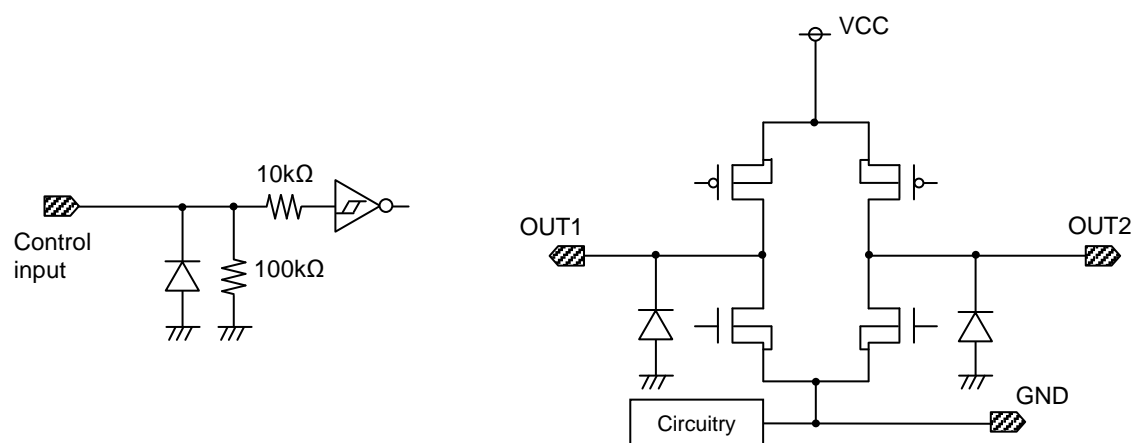 VCC
10kΩ
Control
input
100kΩ
OUT1
OUT2
GND
Circuitry